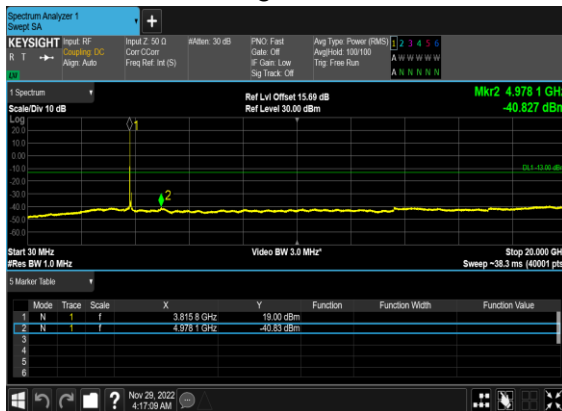 Spectrum Analyzer 1
Swept SA
KEYSIGHT Input: RF Input Z: 50 Ω #Atten: 30 dB PNO: Fast Avg Type: Power (RMS) 1 2 3 4 5 6
R T Coupling: DC Corr CCorr Gate: Off Avg|Hold: 100/100 A W W W W W
Align: Auto Freq Ref: Int (S) IF Gain: Low Trig: Free Run
Sig Track: Off A N N N N N
1 Spectrum Ref Lvl Offset 15.69 dB Mkr2 4.978 1 GHz
Scale/Div 10 dB Ref Level 30.00 dBm -40.827 dBm
Log
20.0
10.0
0.00
-10.0
DL1 -13.00 dBm
-20.0
-30.0
-40.0
-50.0
-60.0
1
2
Start 30 MHz Video BW 3.0 MHz* Stop 20.000 GHz
#Res BW 1.0 MHz Sweep ~38.3 ms (40001 pts)
5 Marker Table
Mode Trace Scale X Y Function Function Width Function Value
1 N 1 f 3.815 8 GHz 19.00 dBm
2 N 1 f 4.978 1 GHz -40.83 dBm
3
4
5
6
? Nov 29, 2022
4:17:09 AM